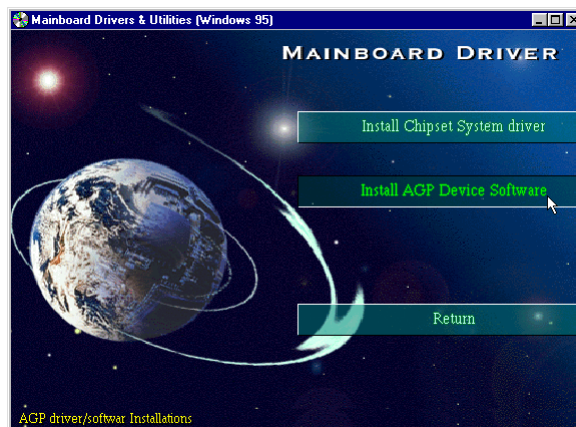 Mainboard Drivers & Utilities (Windows 95)
MAINBOARD DRIVER
Install Chipset System driver
Install AGP Device Software
Return
AGP driver/softwar Installations